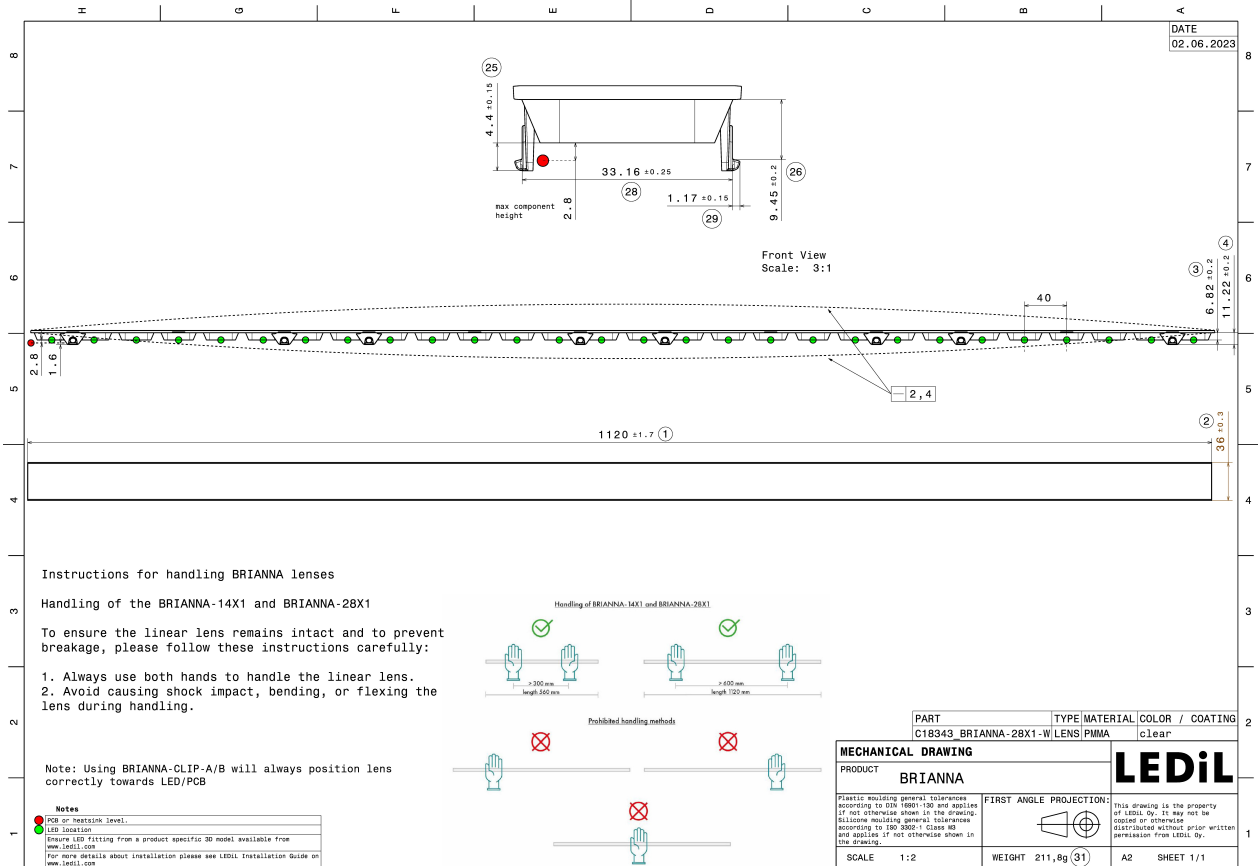 H G F E D C B A
DATE
02.06.2023
8
8
25
4.4 ±0.15
33.16 ±0.25
28
26
9.45 ±0.2
1.17 ±0.15
29
2.8
max component
height
7
7
Front View
Scale: 3:1
6
6
3
4
6.82 ±0.2
11.22 ±0.2
40
2.8
1.6
5
5
2,4
1120 ±1.7 1
2
36 ±0.3
4
4
Instructions for handling BRIANNA lenses
Handling of the BRIANNA-14X1 and BRIANNA-28X1
To ensure the linear lens remains intact and to prevent
breakage, please follow these instructions carefully:
1. Always use both hands to handle the linear lens.
2. Avoid causing shock impact, bending, or flexing the
lens during handling.
3
3
Handling of BRIANNA-14X1 and BRIANNA-28X1
> 300 mm
length 560 mm
> 600 mm
length 1120 mm
Prohibited handling methods
2
2
Note: Using BRIANNA-CLIP-A/B will always position lens
correctly towards LED/PCB
Notes
PCB or heatsink level.
LED location
Ensure LED fitting from a product specific 3D model available from
www.ledil.com
For more details about installation please see LEDiL Installation Guide on
www.ledil.com
1
1
PART TYPE MATERIAL COLOR / COATING
C18343_BRIANNA-28X1-W LENS PMMA clear
MECHANICAL DRAWING
PRODUCT
BRIANNA
LEDiL
Plastic moulding general tolerances
according to DIN 16901-130 and applies
if not otherwise shown in the drawing.
Silicone moulding general tolerances
according to ISO 3302-1 Class M3
and applies if not otherwise shown in
the drawing.
FIRST ANGLE PROJECTION:
This drawing is the property
of LEDiL Oy. It may not be
copied or otherwise
distributed without prior written
permission from LEDiL Oy.
SCALE 1:2
WEIGHT 211,8g 31
A2 SHEET 1/1